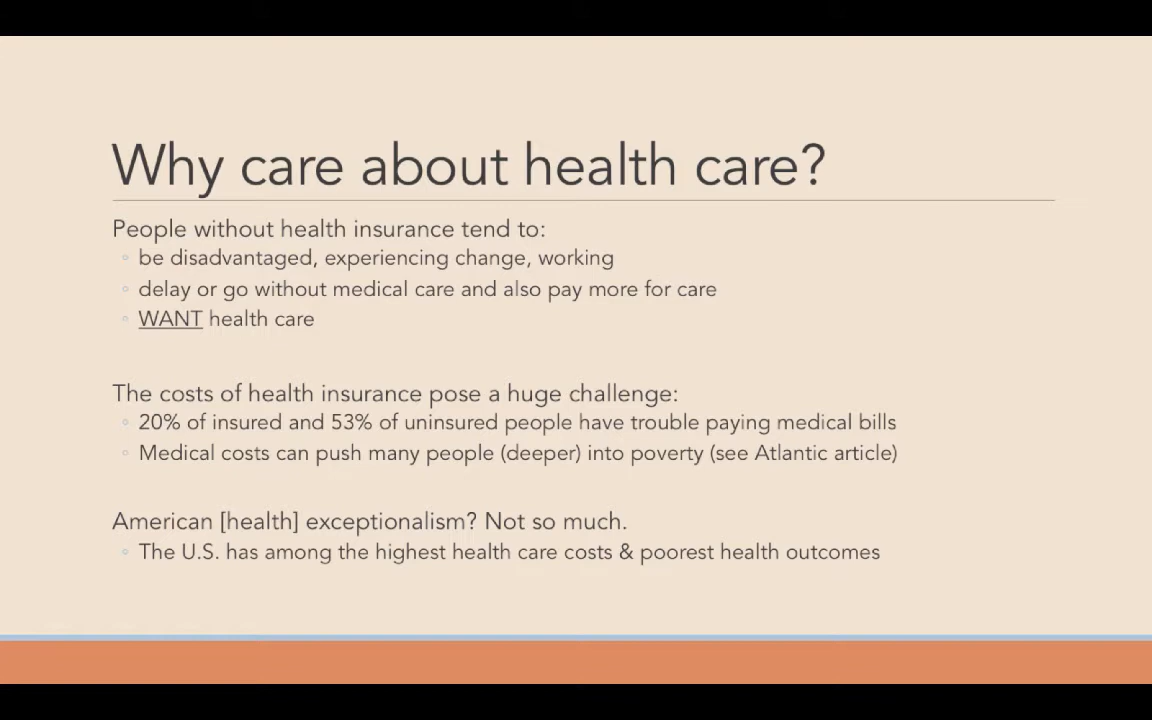 Why care about health care?
People without health insurance tend to:
◦ be disadvantaged, experiencing change, working
◦ delay or go without medical care and also pay more for care
◦ WANT health care
The costs of health insurance pose a huge challenge:
◦ 20% of insured and 53% of uninsured people have trouble paying medical bills
◦ Medical costs can push many people (deeper) into poverty (see Atlantic article)
American [health] exceptionalism? Not so much.
◦ The U.S. has among the highest health care costs & poorest health outcomes